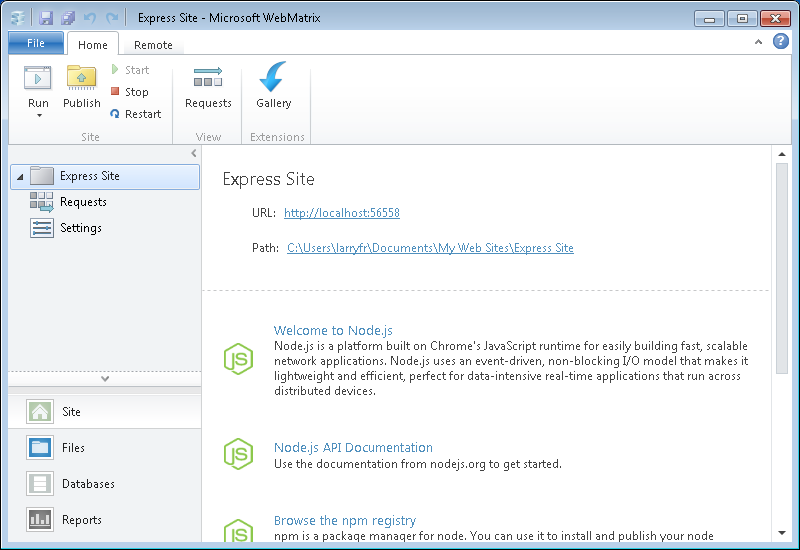 Express Site - Microsoft WebMatrix
File Home Remote
Run
Publish
Start
Stop
Restart
Site
Requests
View
Gallery
Extensions
Express Site
Requests
Settings
Site
Files
Databases
Reports
Express Site
URL: http://localhost:56558
Path: C:\Users\larryfr\Documents\My Web Sites\Express Site
JS
Welcome to Node.js
Node.js is a platform built on Chrome's JavaScript runtime for easily building fast, scalable
network applications. Node.js uses an event-driven, non-blocking I/O model that makes it
lightweight and efficient, perfect for data-intensive real-time applications that run across
distributed devices.
JS
Node.js API Documentation
Use the documentation from nodejs.org to get started.
JS
Browse the npm registry
npm is a package manager for node. You can use it to install and publish your node